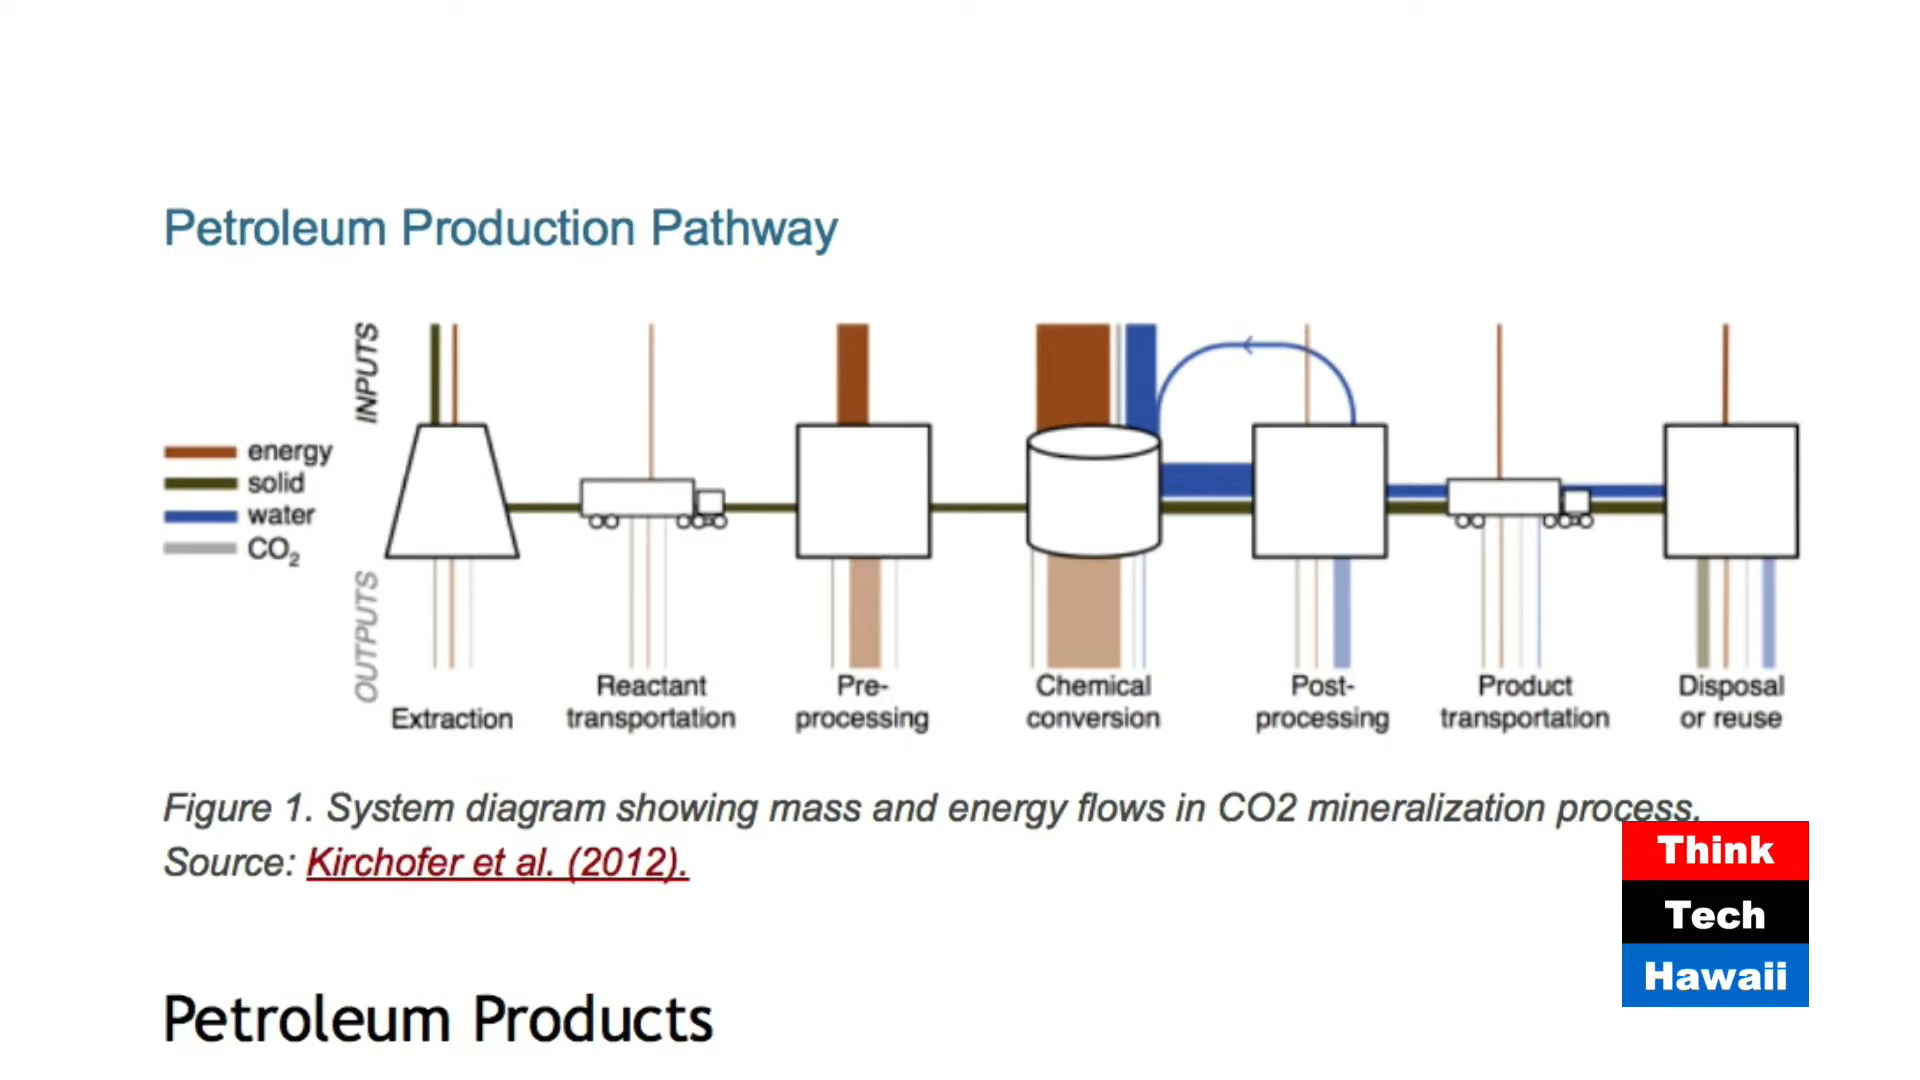 Petroleum Production Pathway
INPUTS
energy
solid
water
CO₂
OUTPUTS
Extraction
Reactant
transportation
Pre-
processing
Chemical
conversion
Post-
processing
Product
transportation
Disposal
or reuse
Figure 1. System diagram showing mass and energy flows in CO2 mineralization process.
Source: Kirchofer et al. (2012).
Think
Tech
Hawaii
Petroleum Products